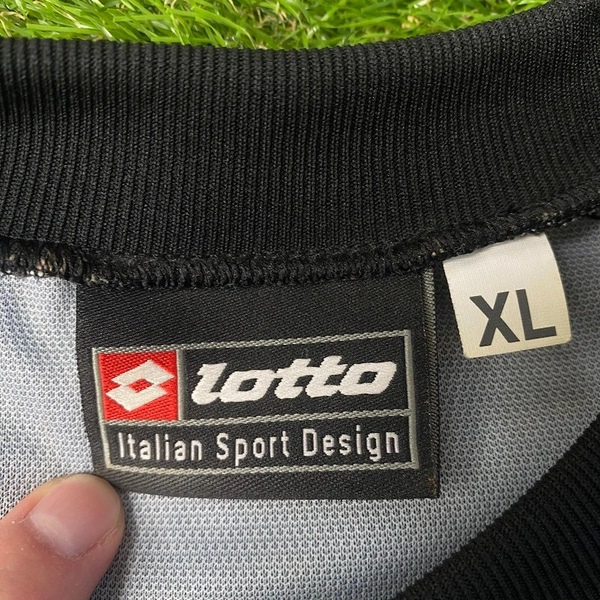 XL
lotto
Italian Sport Design